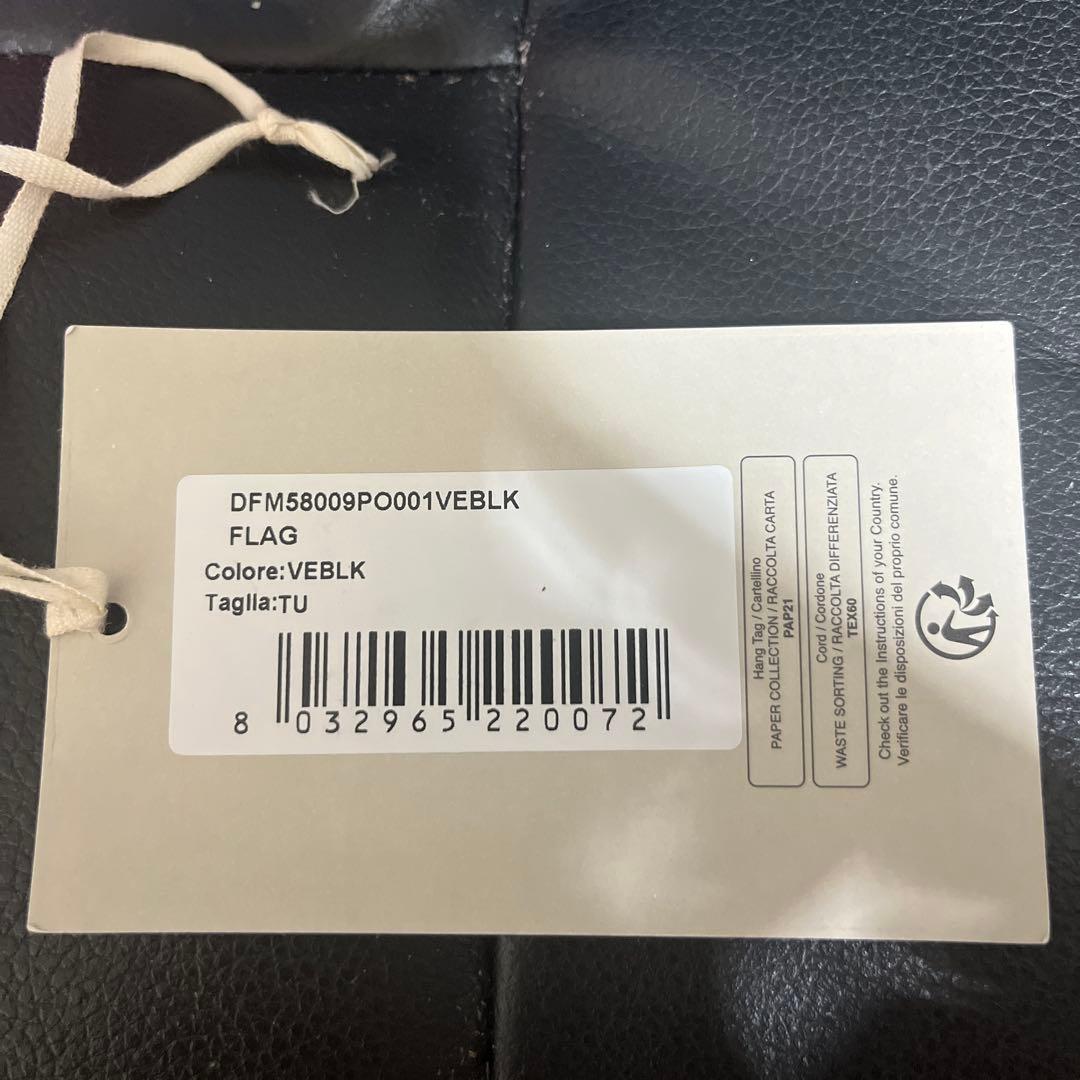 DFM58009PO001VEBLK
FLAG
Colore:VEBLK
Taglia:TU
8 032965 220072
Hang Tag / Cartellino
PAPER COLLECTION / RACCOLTA CARTA
PAP21
Cord / Cordone
WASTE SORTING / RACCOLTA DIFFERENZIATA
TEX60
Check out the Instructions of your Country.
Verificare le disposizioni del proprio comune.